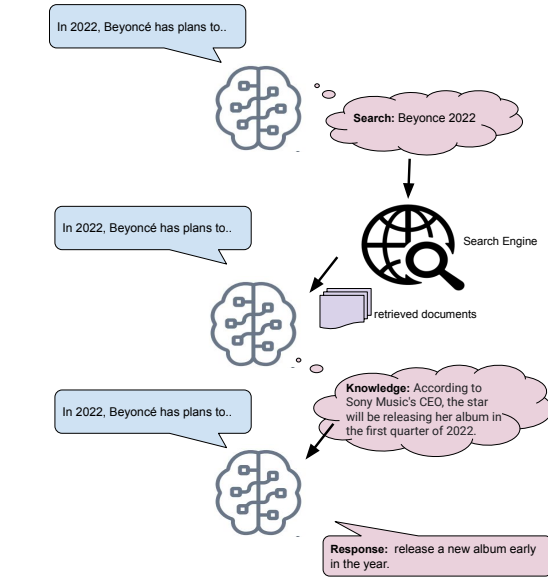 In 2022, Beyoncé has plans to..
Search: Beyonce 2022
Search Engine
In 2022, Beyoncé has plans to..
retrieved documents
Knowledge: According to
Sony Music's CEO, the star
will be releasing her album in
the first quarter of 2022.
In 2022, Beyoncé has plans to..
Response: release a new album early
in the year.